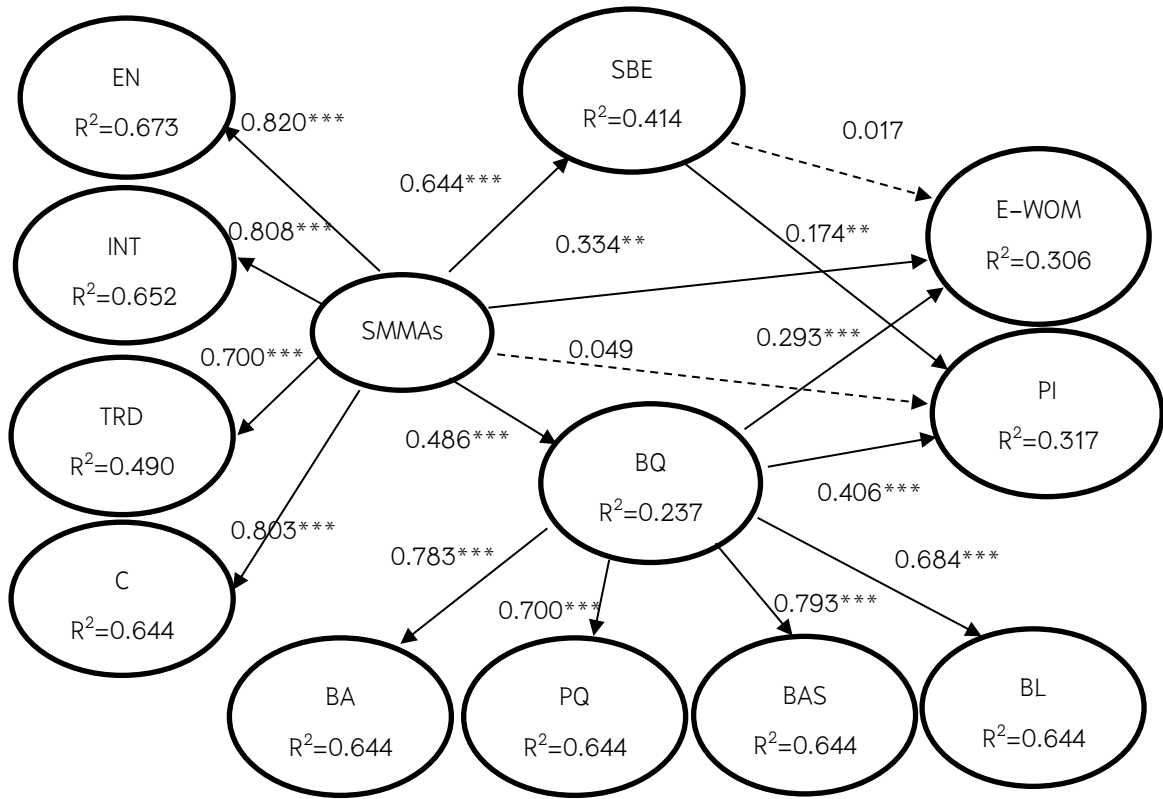 EN
R²=0.673
SBE
R²=0.414
0.820***
0.017
0.644***
E-WOM
R²=0.306
INT
R²=0.652
0.808***
0.334**
0.174**
SMMAs
0.293***
0.700***
0.049
PI
R²=0.317
TRD
R²=0.490
0.486***
BQ
R²=0.237
0.406***
0.803***
0.783***
0.684***
C
R²=0.644
0.700***
0.793***
BA
R²=0.644
PQ
R²=0.644
BAS
R²=0.644
BL
R²=0.644